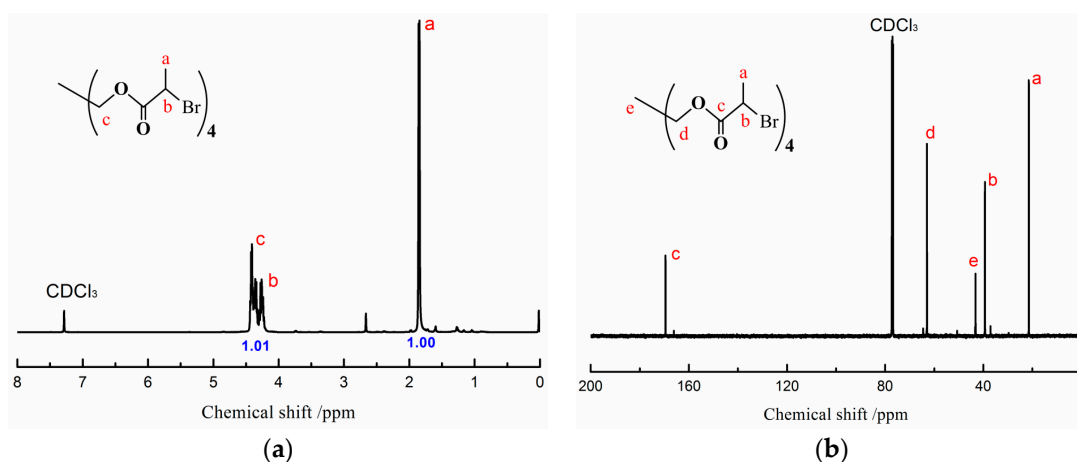 a
O
b
Br
c
O
4
a
c
b
CDCl₃
1.01
1.00
8 7 6 5 4 3 2 1 0
Chemical shift /ppm
(a)
CDCl₃
a
O
c
b
Br
e
d
O
4
c
d
e
b
a
200 160 120 80 40
Chemical shift /ppm
(b)